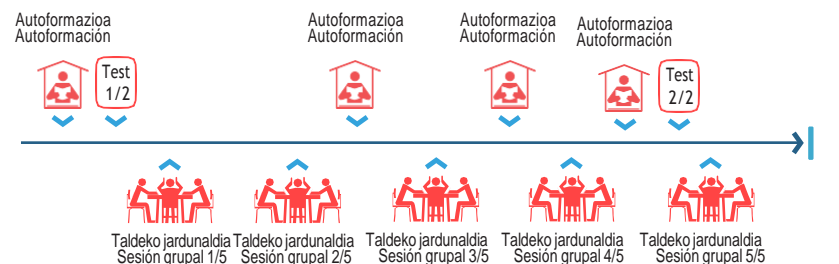 Autoformazioa
Autoformación
Test
1/2
Autoformazioa
Autoformación
Autoformazioa
Autoformación
Autoformazioa
Autoformación
Test
2/2
Taldeko jardunaldia
Sesión grupal 1/5
Taldeko jardunaldia
Sesión grupal 2/5
Taldeko jardunaldia
Sesión grupal 3/5
Taldeko jardunaldia
Sesión grupal 4/5
Taldeko jardunaldia
Sesión grupal 5/5